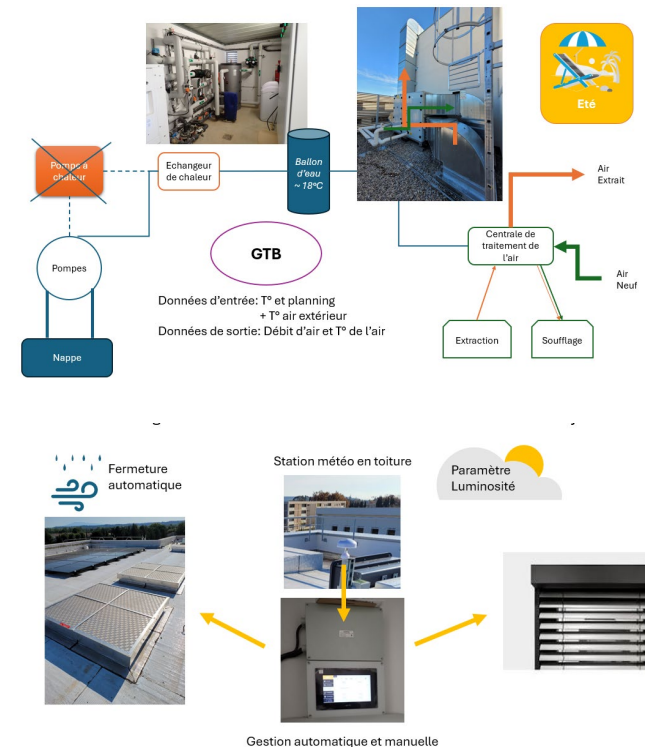 Eté
Pompe à
chaleur
Echangeur
de chaleur
Ballon
d'eau
~ 18°C
Air
Extrait
Centrale de
traitement de
l'air
GTB
Pompes
Air
Neuf
Données d'entrée: T° et planning
+ T° air extérieur
Données de sortie: Débit d'air et T° de l'air
Extraction
Soufflage
Nappe
Fermeture
automatique
Station météo en toiture
Paramètre
Luminosité
Gestion automatique et manuelle